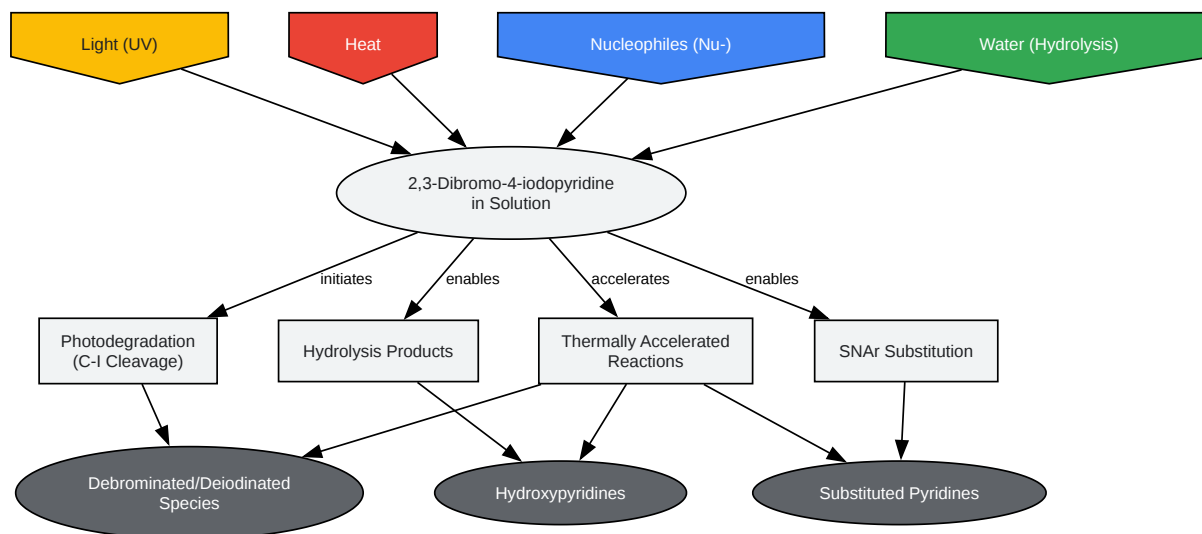 Light (UV)
Heat
Nucleophiles (Nu-)
Water (Hydrolysis)
2,3-Dibromo-4-iodopyridine
in Solution
initiates
enables
accelerates
enables
Photodegradation
(C-I Cleavage)
Hydrolysis Products
Thermally Accelerated
Reactions
SNAr Substitution
Debrominated/Deiodinated
Species
Hydroxypyridines
Substituted Pyridines